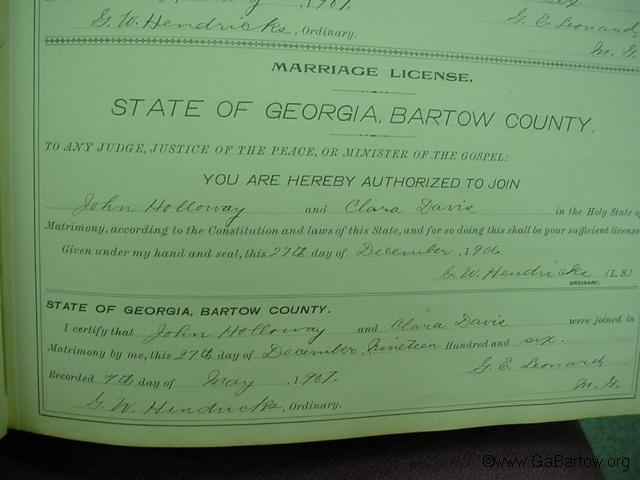 , 1907.
G. W. Hendricks, Ordinary.
G. E. Leonard
M. G.
MARRIAGE LICENSE.
STATE OF GEORGIA, BARTOW COUNTY.
TO ANY JUDGE, JUSTICE OF THE PEACE, OR MINISTER OF THE GOSPEL:
YOU ARE HEREBY AUTHORIZED TO JOIN
John Holloway and Clara Davis in the Holy State of
Matrimony, according to the Constitution and laws of this State, and for so doing this shall be your sufficient license
Given under my hand and seal, this 27th day of December, 1906
G. W. Hendricks (L. S.)
ORDINARY.
STATE OF GEORGIA, BARTOW COUNTY.
I certify that John Holloway and Clara Davis were joined in
Matrimony by me, this 27th day of December, Nineteen Hundred and six.
G. E. Leonard
M. G.
Recorded 7th day of May, 1907.
G. W. Hendricks, Ordinary.
©www.GaBartow.org